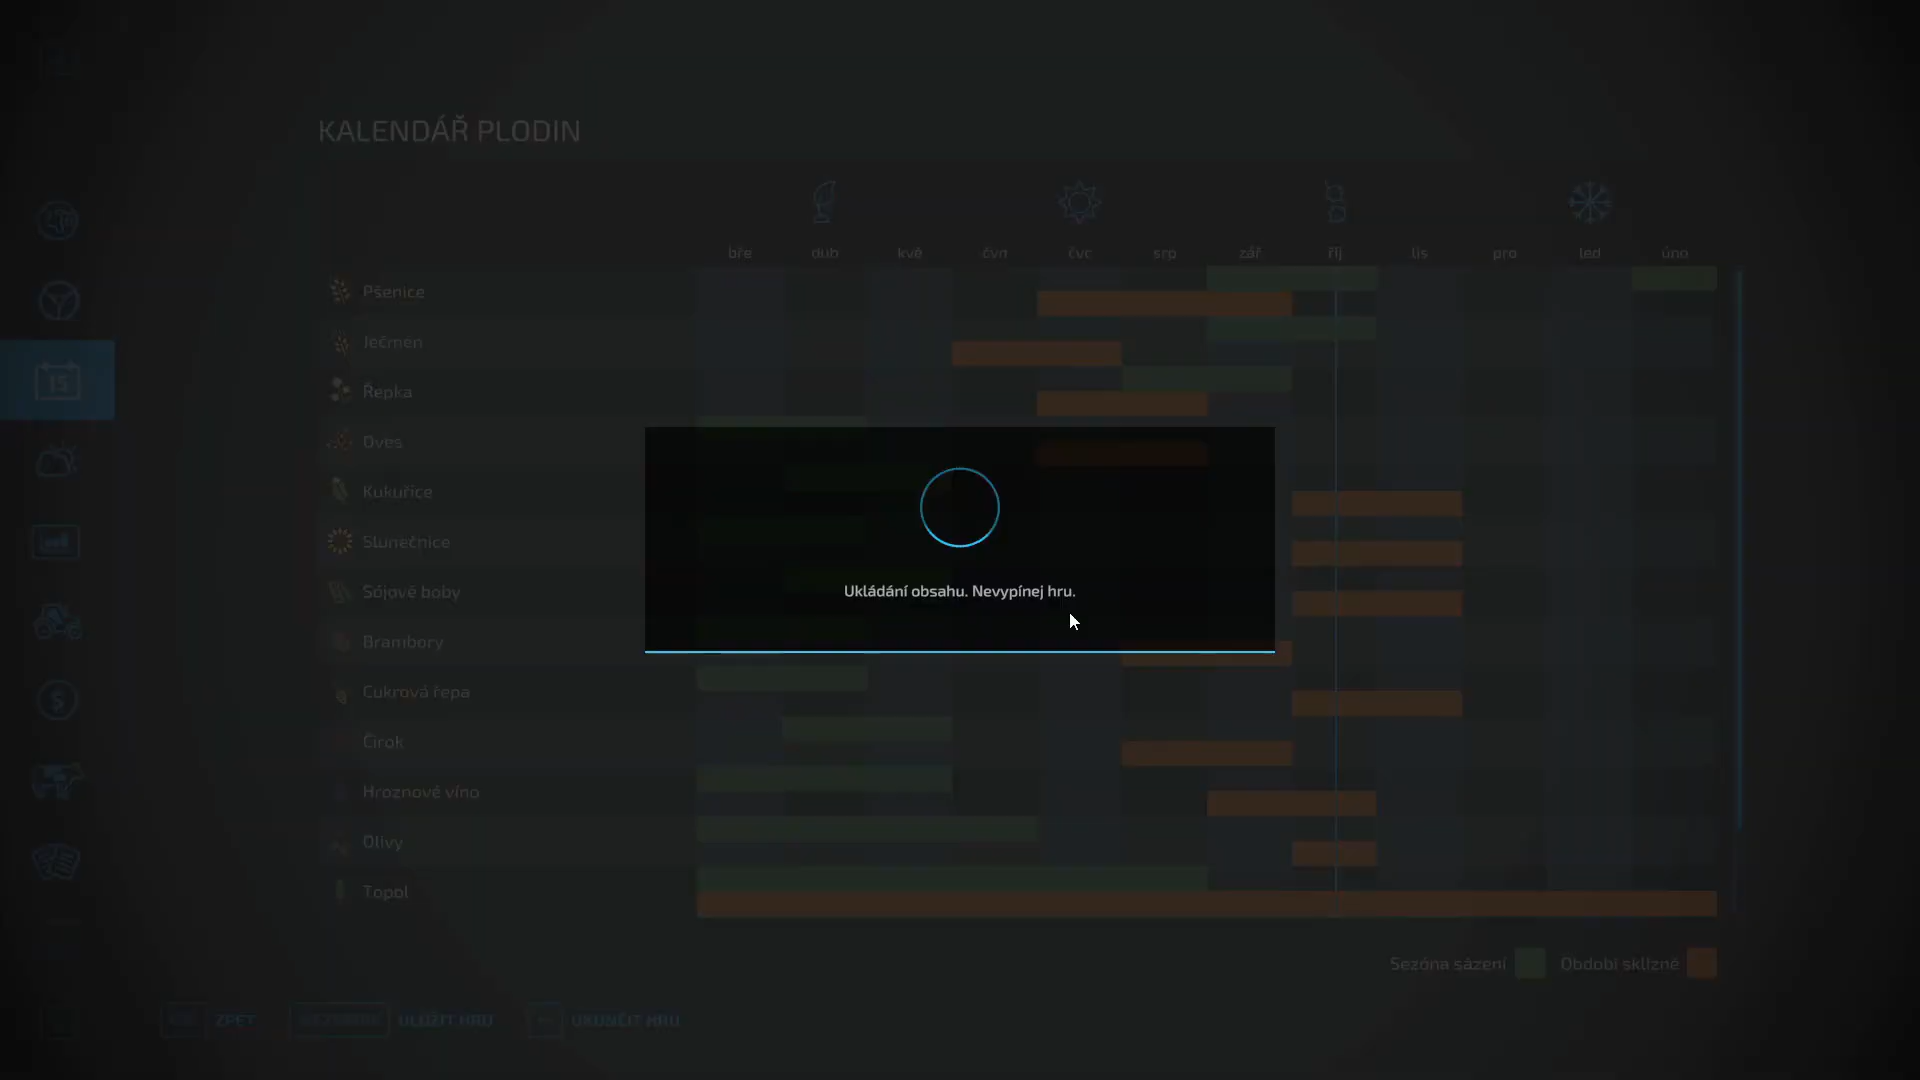 KALENDÁŘ PLODIN
bře dub kvě čvn čvc srp zář říj lis pro led úno
Pšenice
Ječmen
Řepka
Oves
Kukuřice
Slunečnice
Sójové boby
Brambory
Cukrová řepa
Čirok
Hroznové víno
Olivy
Topol
15
$
Ukládání obsahu. Nevypínej hru.
Sezóna sázení Období sklizně
ZPĚT ULOŽIT HRU UKONČIT HRU